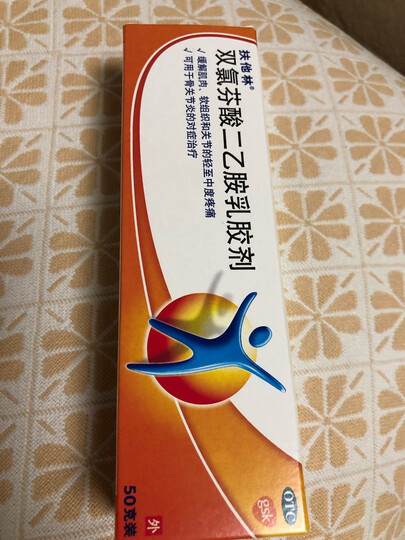 扶他林®
双氯芬酸二乙胺乳胶剂
√ 缓解肌肉、软组织和关节的轻至中度疼痛
√ 可用于骨关节炎的对症治疗
50克装
外
gsk
OTC